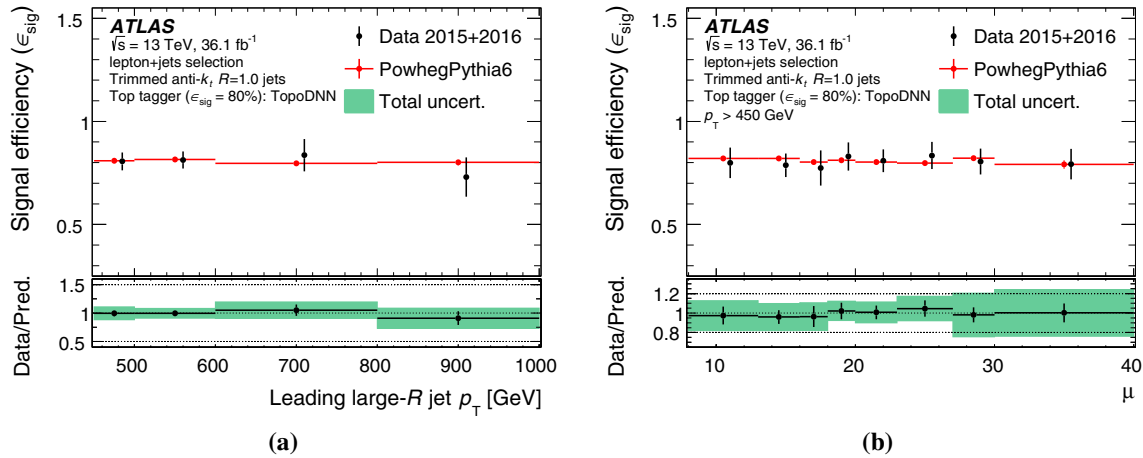 Signal efficiency (ϵsig)
1.5
1
0.5
ATLAS
√s = 13 TeV, 36.1 fb-1
lepton+jets selection
Trimmed anti-kt R=1.0 jets
Top tagger (ϵsig = 80%): TopoDNN
Data 2015+2016
PowhegPythia6
Total uncert.
Data/Pred.
1.5
1.0
0.5
500 600 700 800 900 1000
Leading large-R jet pT [GeV]
(a)
Signal efficiency (ϵsig)
1.5
1
0.5
ATLAS
√s = 13 TeV, 36.1 fb-1
lepton+jets selection
Trimmed anti-kt R=1.0 jets
Top tagger (ϵsig = 80%): TopoDNN
pT > 450 GeV
Data 2015+2016
PowhegPythia6
Total uncert.
Data/Pred.
1.2
1.0
0.8
10 20 30 40
μ
(b)